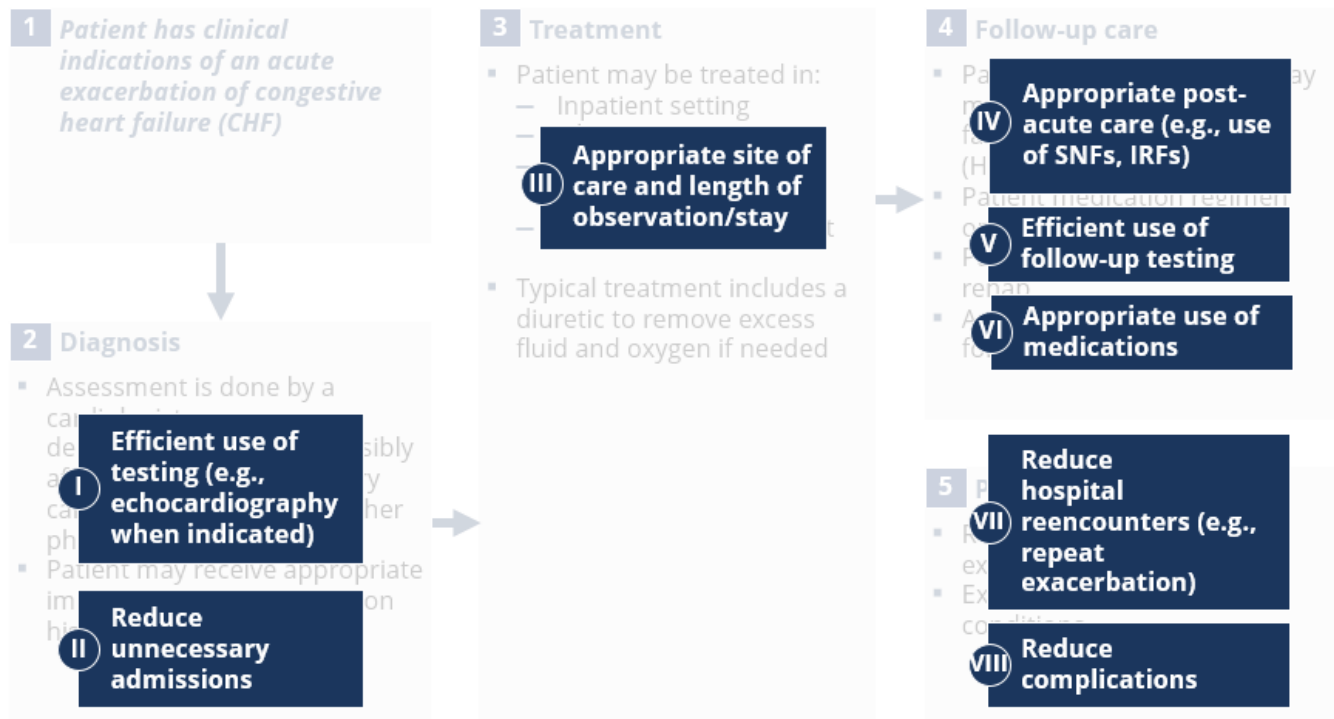 1 Patient has clinical
indications of an acute
exacerbation of congestive
heart failure (CHF)
2 Diagnosis
▪ Assessment is done by a
I Efficient use of
testing (e.g.,
echocardiography
when indicated)
▪ Patient may receive appropriate
II Reduce
unnecessary
admissions
3 Treatment
▪ Patient may be treated in:
– Inpatient setting
III Appropriate site of
care and length of
observation/stay
▪ Typical treatment includes a
diuretic to remove excess
fluid and oxygen if needed
4 Follow-up care
IV Appropriate post-
acute care (e.g., use
of SNFs, IRFs)
Patient medication regimen
V Efficient use of
follow-up testing
rehab
VI Appropriate use of
medications
5
VII Reduce
hospital
reencounters (e.g.,
repeat
exacerbation)
conditions
VIII Reduce
complications